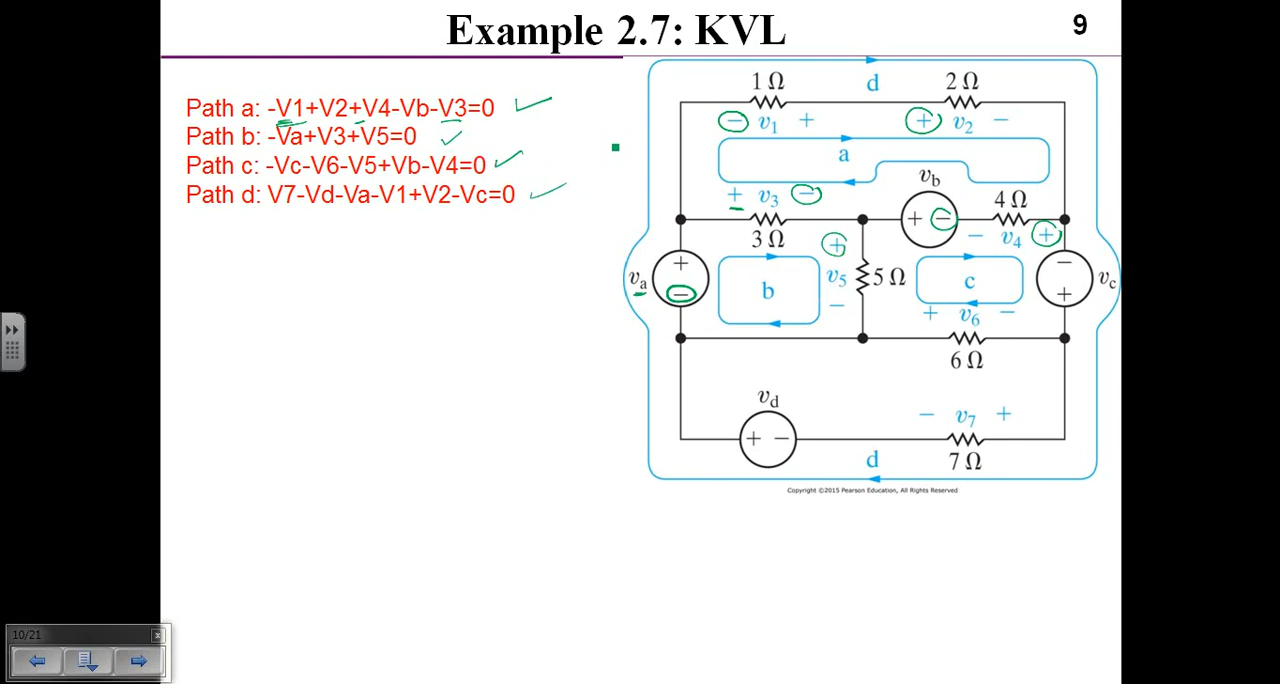 Example 2.7: KVL
9
Path a: -V1+V2+V4-Vb-V3=0
Path b: -Va+V3+V5=0
Path c: -Vc-V6-V5+Vb-V4=0
Path d: V7-Vd-Va-V1+V2-Vc=0
d
1 Ω
2 Ω
− v1 +
+ v2 −
a
+ v3 −
3 Ω
vb
+ −
4 Ω
− v4 +
va
+
−
b
+
v5
−
5 Ω
c
−
+
vc
+ v6 −
6 Ω
vd
+ −
− v7 +
7 Ω
d
Copyright ©2015 Pearson Education, All Rights Reserved
10/21
x